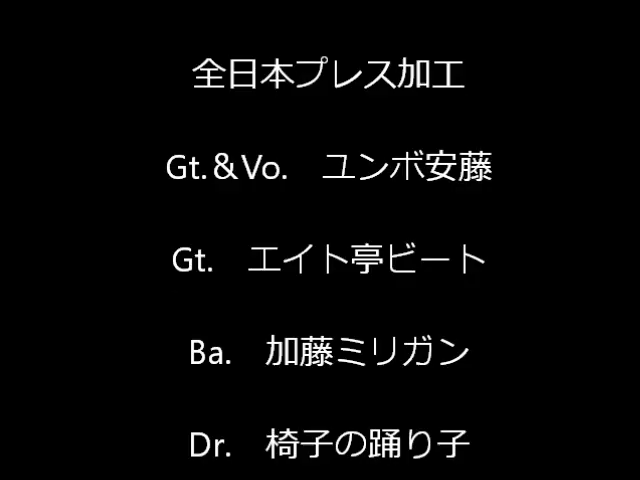 全日本プレス加工
Gt.＆Vo.　ユンボ安藤
Gt.　エイト亭ビート
Ba.　加藤ミリガン
Dr.　椅子の踊り子